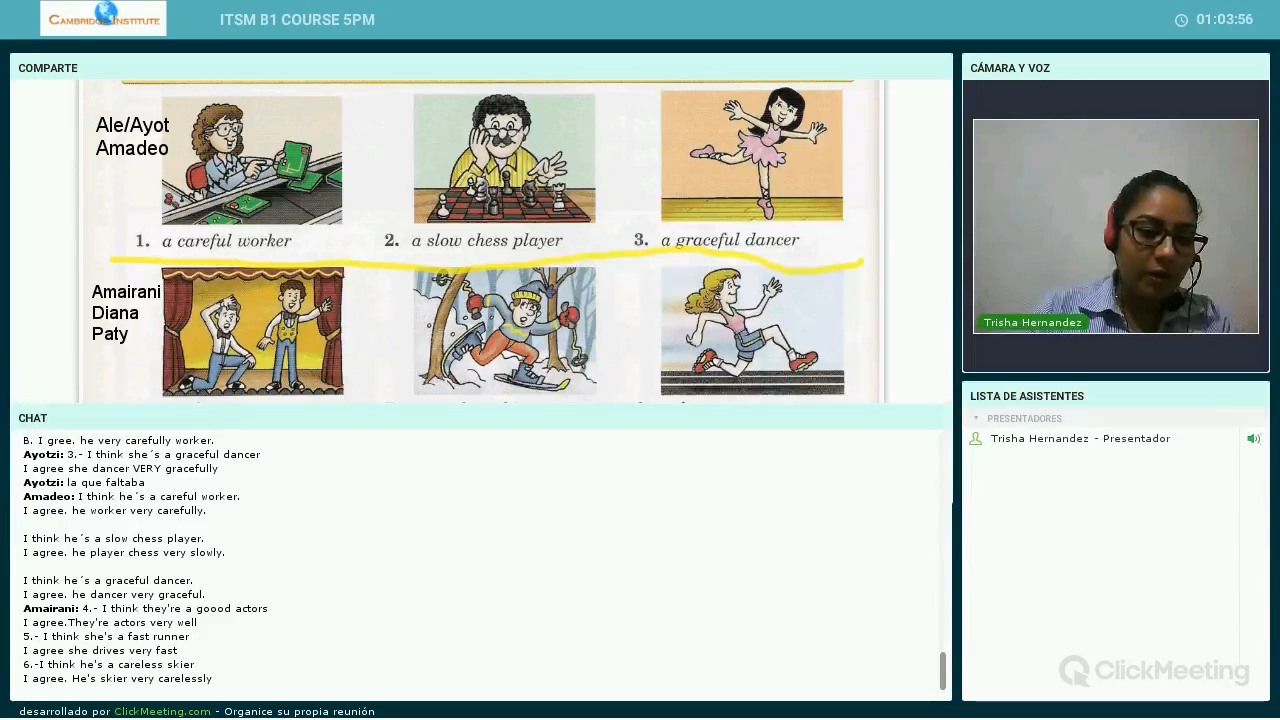 CAMBRIDGE INSTITUTE
ITSM B1 COURSE 5PM
01:03:56
COMPARTE
Ale/Ayot
Amadeo
1. a careful worker
2. a slow chess player
3. a graceful dancer
Amairani
Diana
Paty
CÁMARA Y VOZ
Trisha Hernandez
LISTA DE ASISTENTES
PRESENTADORES
Trisha Hernandez - Presentador
CHAT
B. I gree. he very carefully worker.
Ayotzi: 3.- I think she´s a graceful dancer
I agree she dancer VERY gracefully
Ayotzi: la que faltaba
Amadeo: I think he´s a careful worker.
I agree. he worker very carefully.
I think he´s a slow chess player.
I agree. he player chess very slowly.
I think he´s a graceful dancer.
I agree. he dancer very graceful.
Amairani: 4.- I think they're a goood actors
I agree.They're actors very well
5.- I think she's a fast runner
I agree she drives very fast
6.-I think he's a careless skier
I agree. He's skier very carelessly
ClickMeeting
desarrollado por ClickMeeting.com - Organice su propia reunión